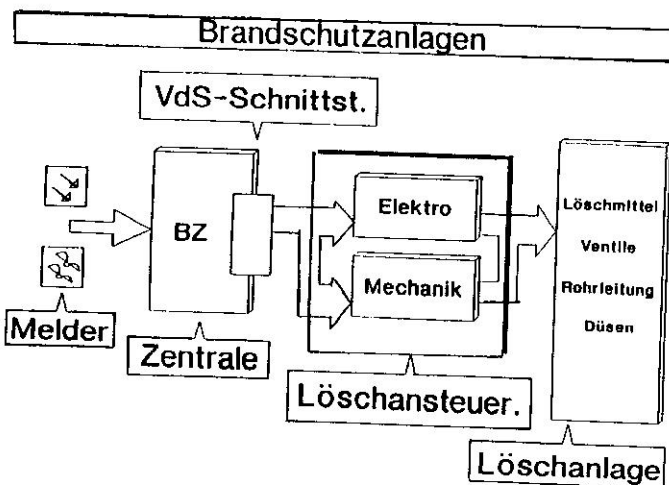 Brandschutzanlagen
VdS-Schnittst.
BZ
Elektro
Mechanik
Löschmittel
Ventile
Rohrleitung
Düsen
Melder
Zentrale
Löschansteuer.
Löschanlage